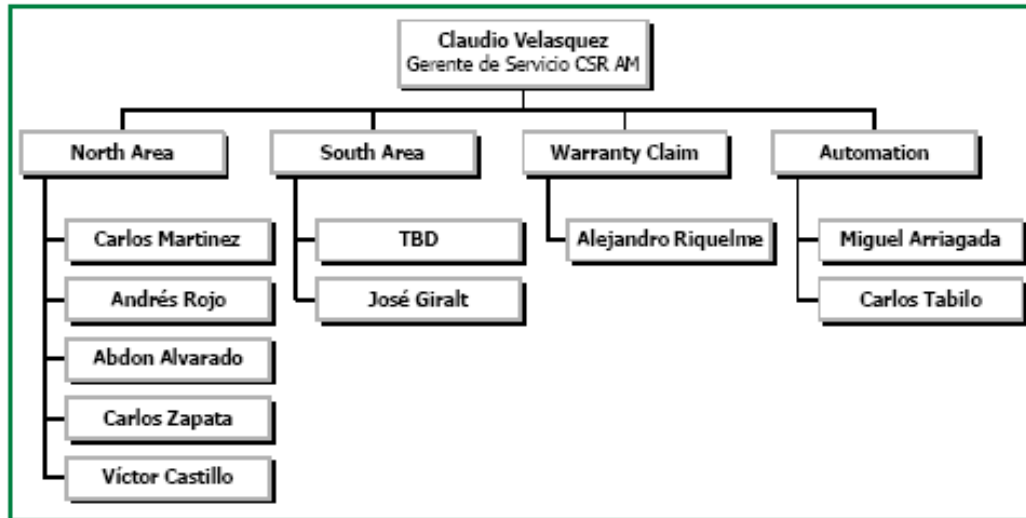 Claudio Velasquez
Gerente de Servicio CSR AM
North Area
South Area
Warranty Claim
Automation
Carlos Martinez
TBD
Alejandro Riquelme
Miguel Arriagada
Andrés Rojo
José Giralt
Carlos Tabilo
Abdon Alvarado
Carlos Zapata
Víctor Castillo